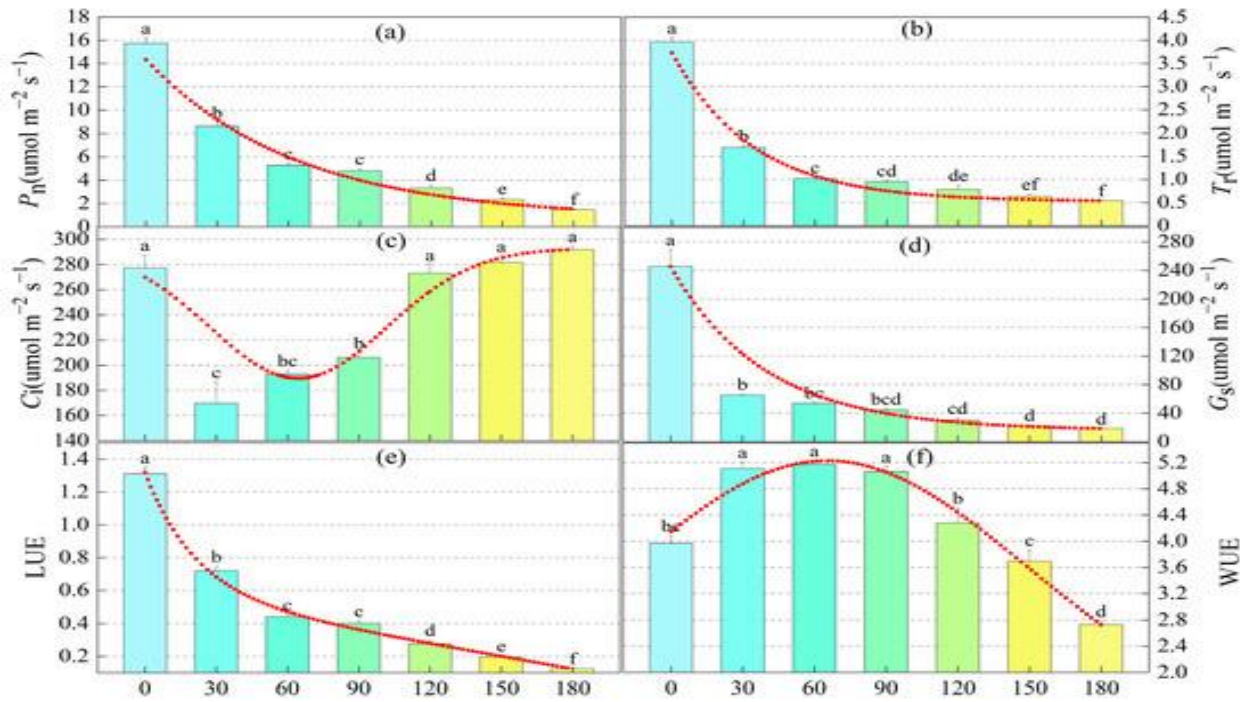 (a)
Pn(umol m−2 s−1)
18
16
14
12
10
8
6
4
2
0
a
b
c
c
d
e
f
(b)
Tr(umol m−2 s−1)
4.5
4.0
3.5
3.0
2.5
2.0
1.5
1.0
0.5
0
a
b
c
cd
de
ef
f
(c)
Ci(umol m−2 s−1)
300
280
260
240
220
200
180
160
140
a
c
bc
b
a
a
a
(d)
Gs(umol m−2 s−1)
280
240
200
160
120
80
40
0
a
b
bc
bcd
cd
d
d
(e)
LUE
1.4
1.2
1.0
0.8
0.6
0.4
0.2
a
b
c
c
d
e
f
0 30 60 90 120 150 180
(f)
WUE
5.2
4.8
4.4
4.0
3.6
3.2
2.8
2.4
2.0
bc
a
a
a
b
c
d
0 30 60 90 120 150 180